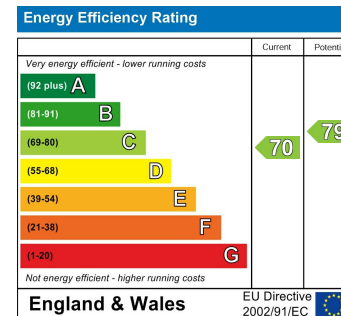 Energy Efficiency Rating
Current Potenti
Very energy efficient - lower running costs
(92 plus) A
(81-91) B
(69-80) C
(55-68) D
(39-54) E
(21-38) F
(1-20) G
70
79
Not energy efficient - higher running costs
England & Wales
EU Directive
2002/91/EC